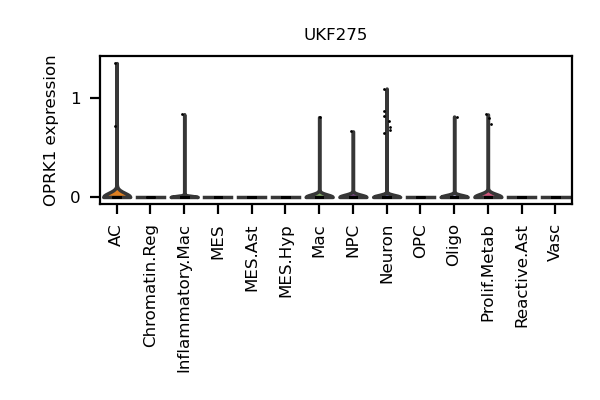 UKF275
OPRK1 expression
1
0
AC
Chromatin.Reg
Inflammatory.Mac
MES
MES.Ast
MES.Hyp
Mac
NPC
Neuron
OPC
Oligo
Prolif.Metab
Reactive.Ast
Vasc